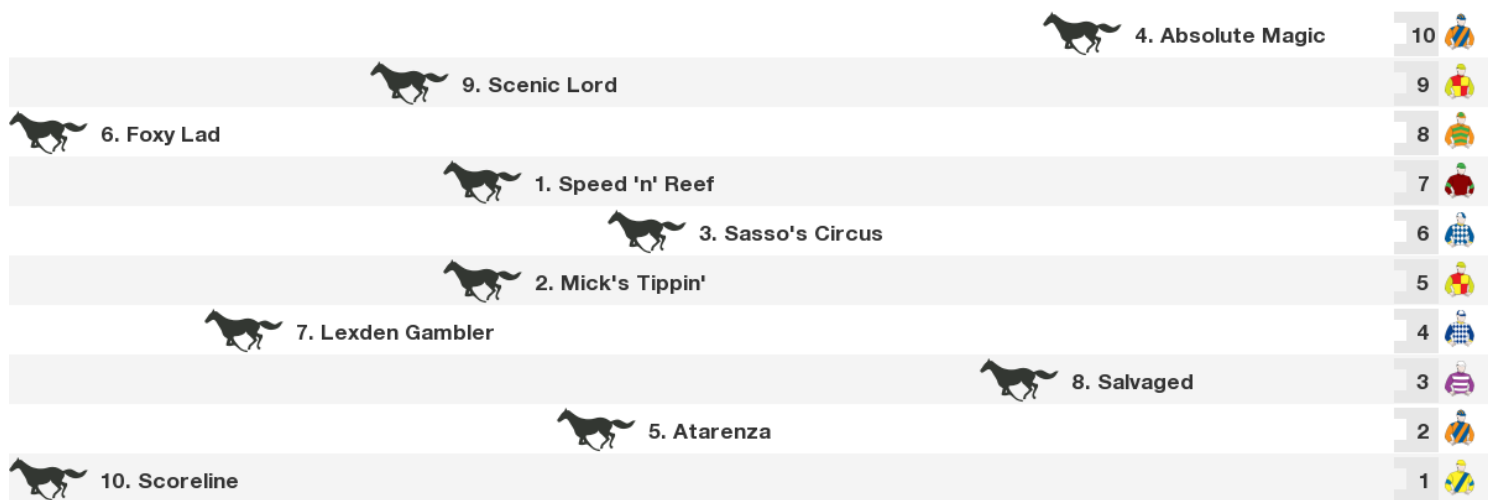 4. Absolute Magic 10
9. Scenic Lord 9
6. Foxy Lad 8
1. Speed 'n' Reef 7
3. Sasso's Circus 6
2. Mick's Tippin' 5
7. Lexden Gambler 4
8. Salvaged 3
5. Atarenza 2
10. Scoreline 1